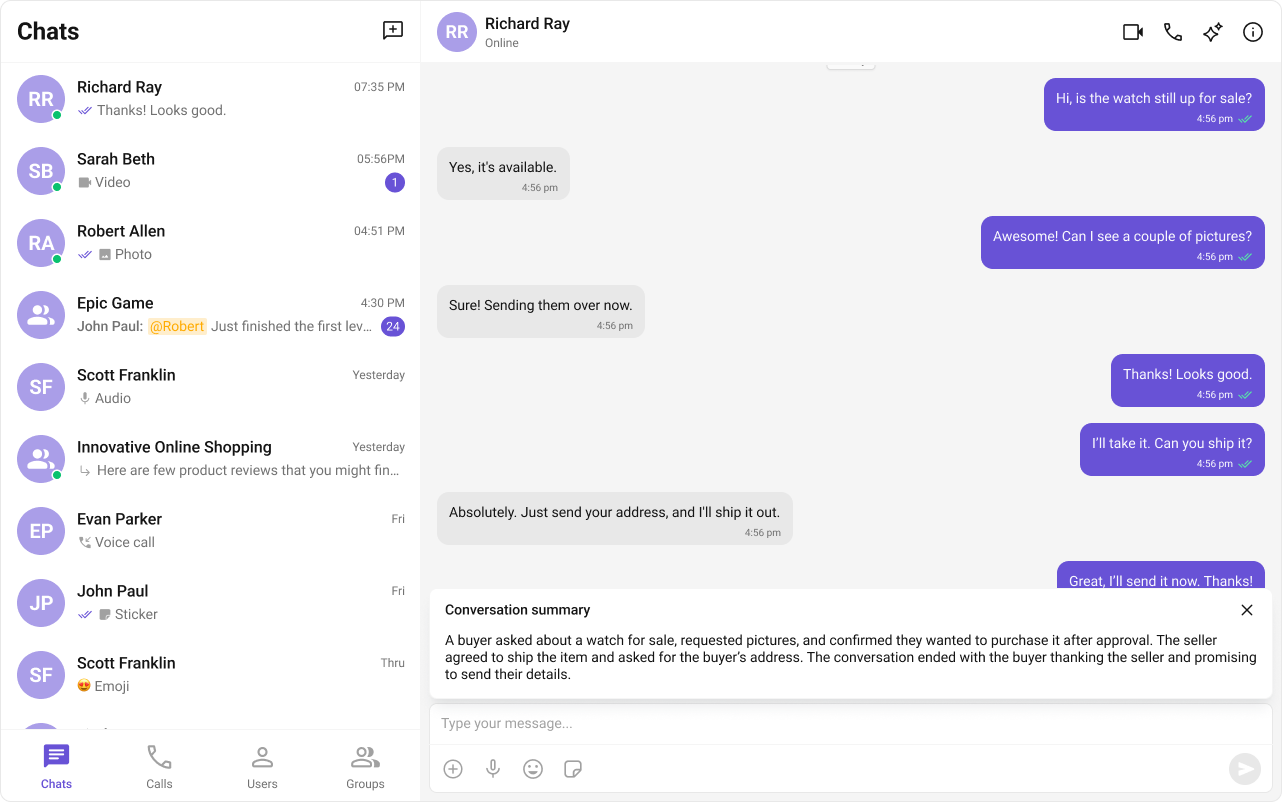 Chats
RR
Richard Ray
07:35 PM
Thanks! Looks good.
SB
Sarah Beth
05:56PM
Video
1
RA
Robert Allen
04:51 PM
Photo
Epic Game
4:30 PM
John Paul: @Robert Just finished the first lev...
24
SF
Scott Franklin
Yesterday
Audio
Innovative Online Shopping
Yesterday
Here are few product reviews that you might fin...
EP
Evan Parker
Fri
Voice call
JP
John Paul
Fri
Sticker
SF
Scott Franklin
Thru
Emoji
Chats
Calls
Users
Groups
RR
Richard Ray
Online
Hi, is the watch still up for sale?
4:56 pm
Yes, it's available.
4:56 pm
Awesome! Can I see a couple of pictures?
4:56 pm
Sure! Sending them over now.
4:56 pm
Thanks! Looks good.
4:56 pm
I'll take it. Can you ship it?
4:56 pm
Absolutely. Just send your address, and I'll ship it out.
4:56 pm
Great, I'll send it now. Thanks!
Conversation summary
A buyer asked about a watch for sale, requested pictures, and confirmed they wanted to purchase it after approval. The seller
agreed to ship the item and asked for the buyer's address. The conversation ended with the buyer thanking the seller and promising
to send their details.
Type your message...